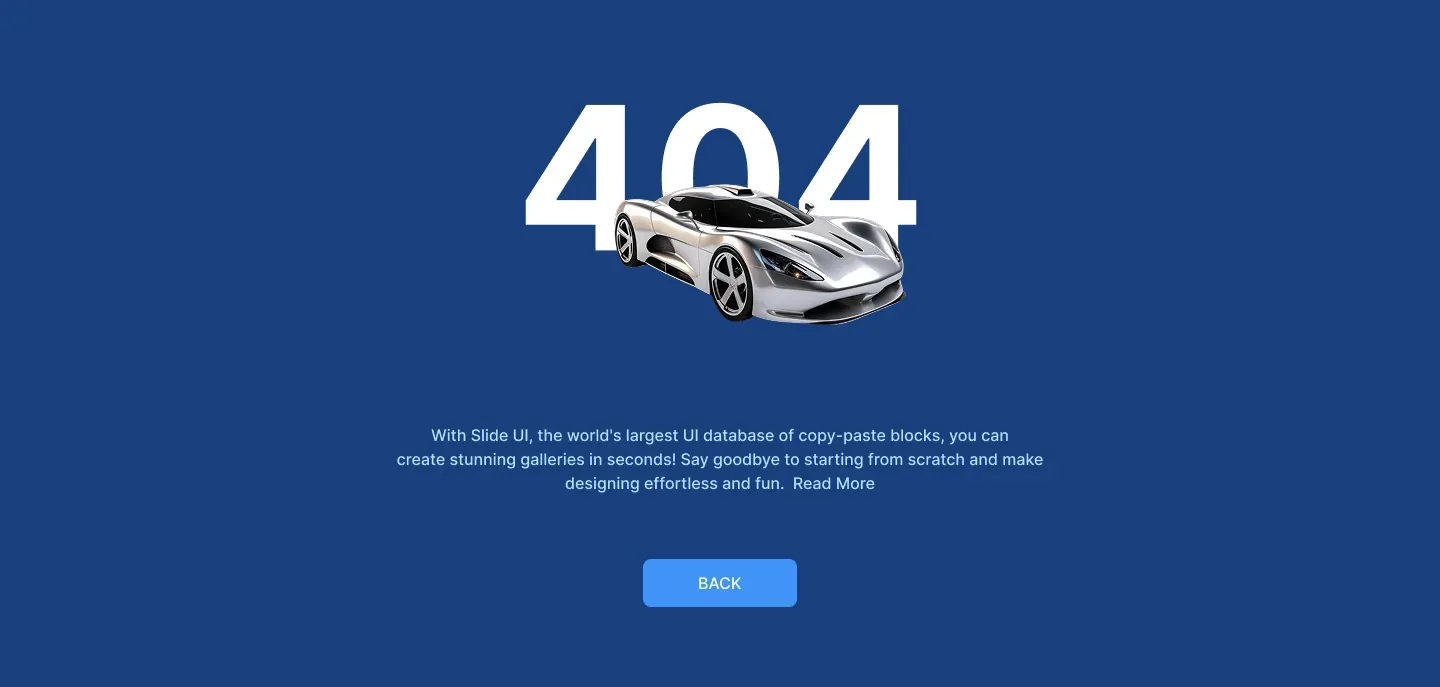 404
With Slide UI, the world's largest UI database of copy-paste blocks, you can
create stunning galleries in seconds! Say goodbye to starting from scratch and make
designing effortless and fun.  Read More
BACK